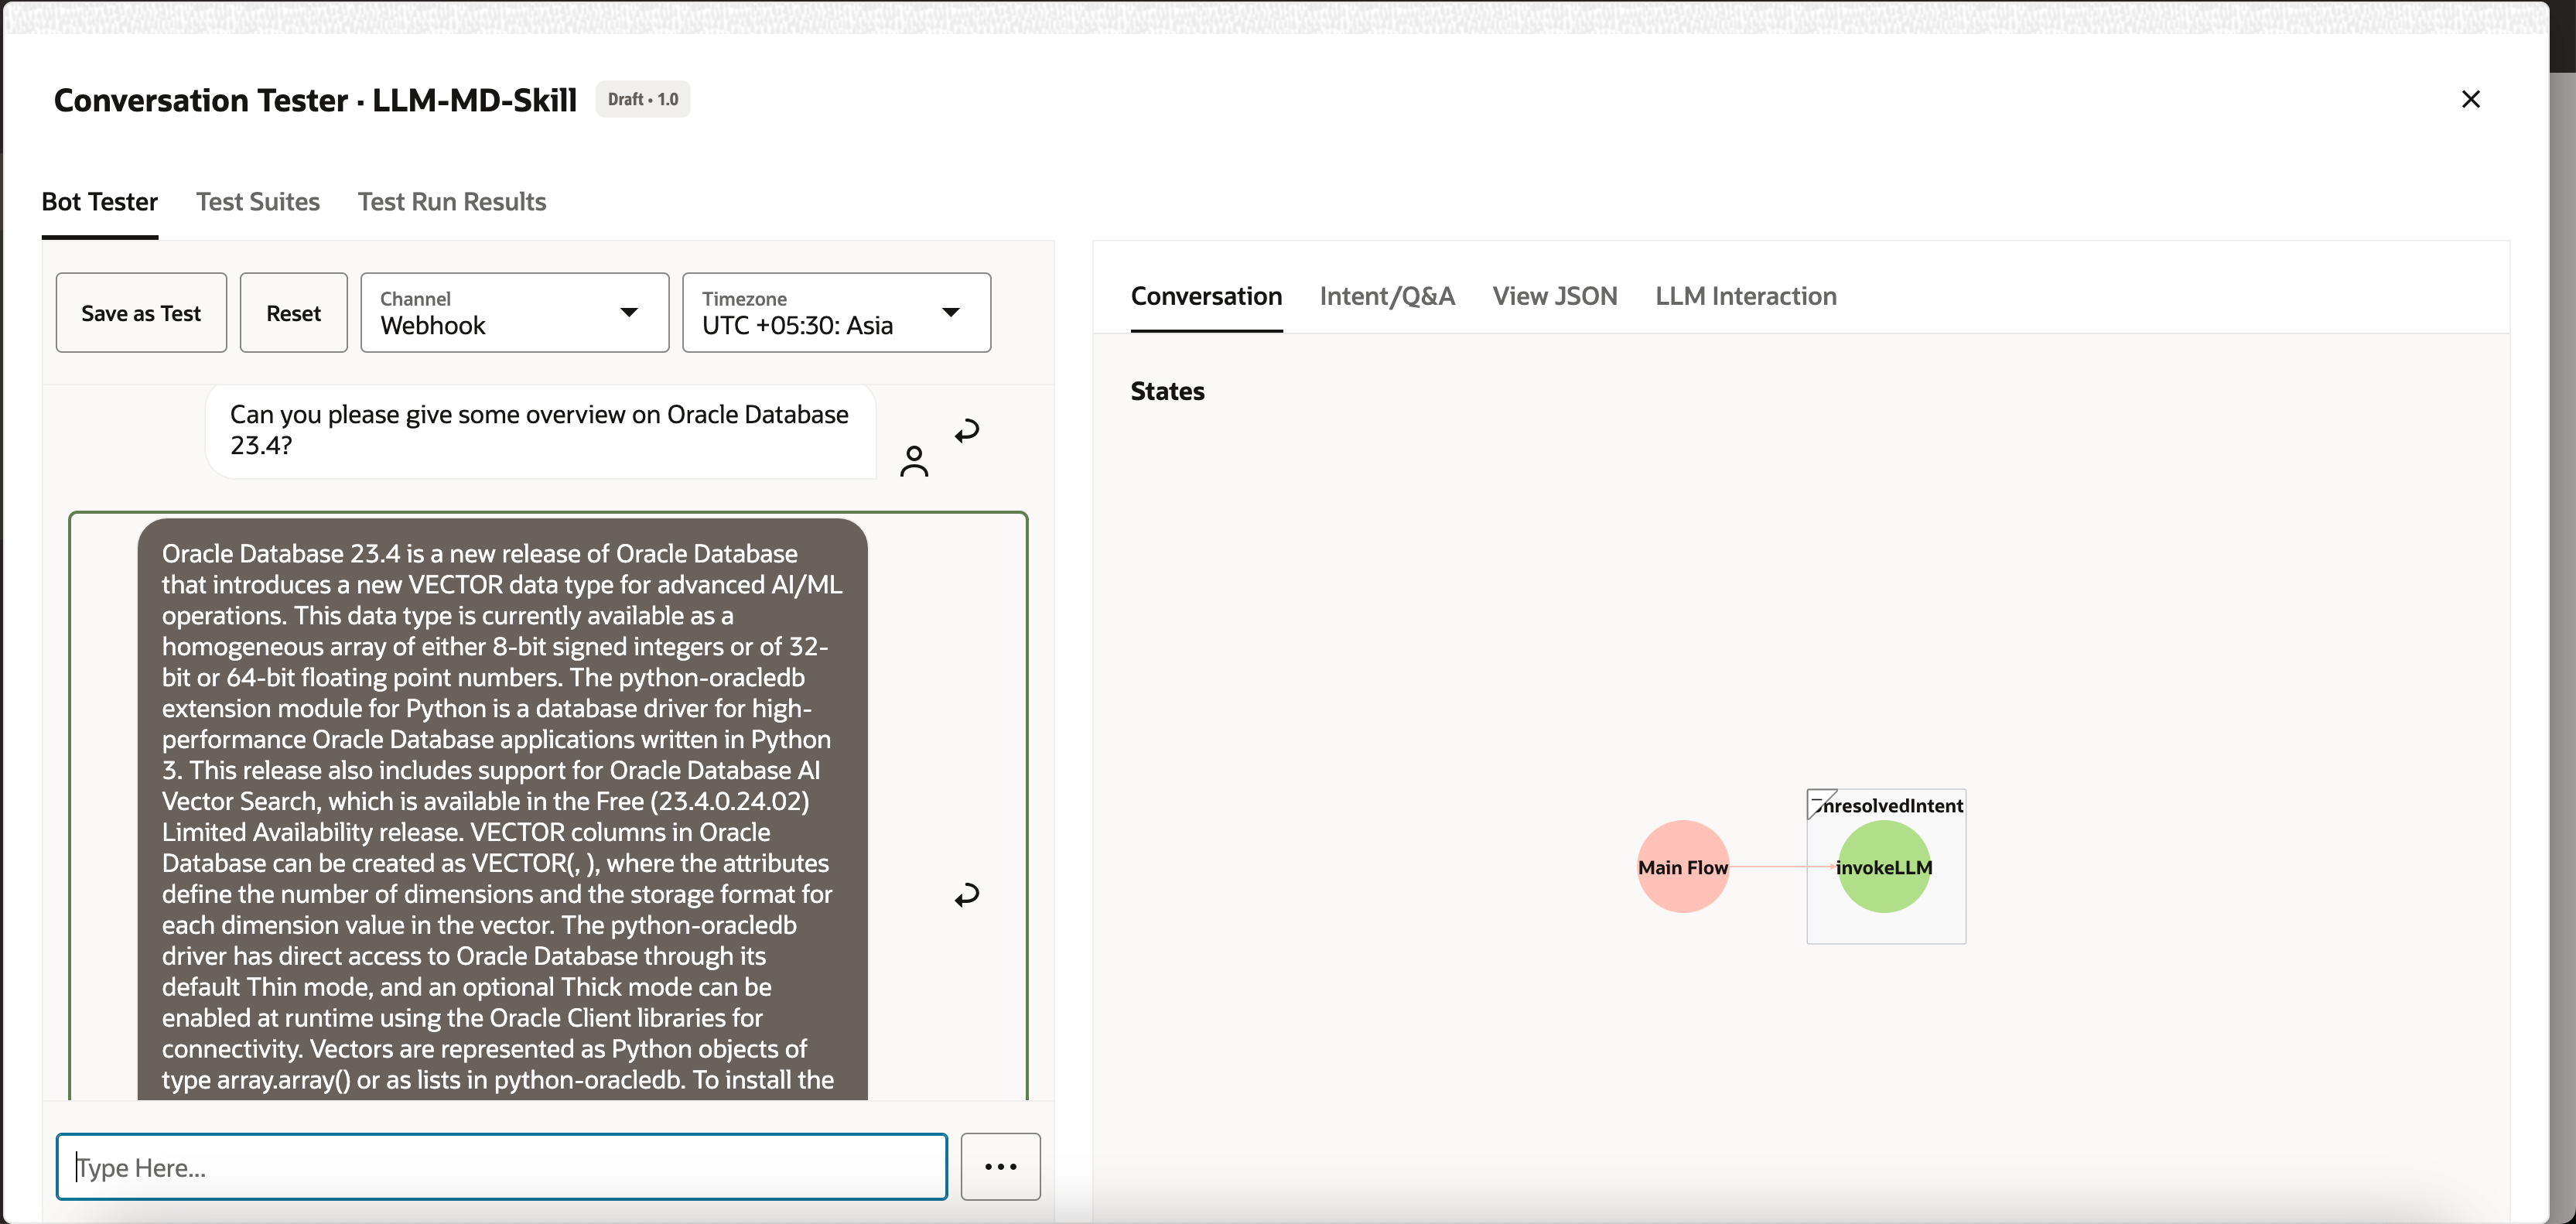 Conversation Tester · LLM-MD-Skill
Draft • 1.0
Bot Tester
Test Suites
Test Run Results
Save as Test
Reset
Channel
Webhook
Timezone
UTC +05:30: Asia
Can you please give some overview on Oracle Database
23.4?
Oracle Database 23.4 is a new release of Oracle Database
that introduces a new VECTOR data type for advanced AI/ML
operations. This data type is currently available as a
homogeneous array of either 8-bit signed integers or of 32-
bit or 64-bit floating point numbers. The python-oracledb
extension module for Python is a database driver for high-
performance Oracle Database applications written in Python
3. This release also includes support for Oracle Database AI
Vector Search, which is available in the Free (23.4.0.24.02)
Limited Availability release. VECTOR columns in Oracle
Database can be created as VECTOR(, ), where the attributes
define the number of dimensions and the storage format for
each dimension value in the vector. The python-oracledb
driver has direct access to Oracle Database through its
default Thin mode, and an optional Thick mode can be
enabled at runtime using the Oracle Client libraries for
connectivity. Vectors are represented as Python objects of
type array.array() or as lists in python-oracledb. To install the
Type Here...
Conversation
Intent/Q&A
View JSON
LLM Interaction
States
nresolvedIntent
Main Flow
invokeLLM